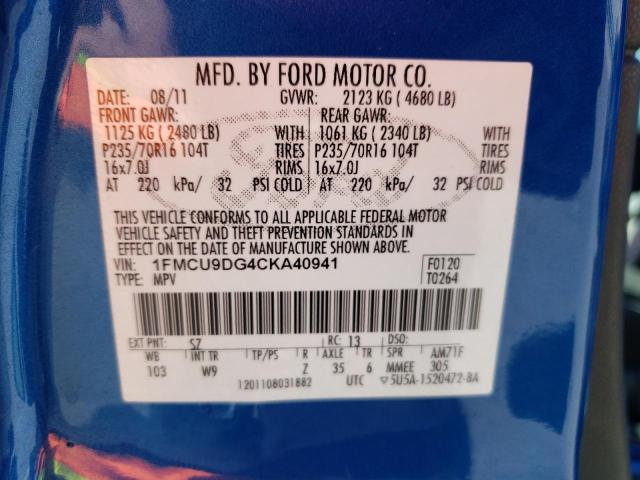 MFD. BY FORD MOTOR CO.
DATE: 08/11 GVWR: 2123 KG ( 4680 LB)
FRONT GAWR: REAR GAWR:
1125 KG ( 2480 LB) WITH 1061 KG ( 2340 LB) WITH
P235/70R16 104T TIRES P235/70R16 104T TIRES
16x7.0J RIMS 16x7.0J RIMS
AT 220 kPa/ 32 PSI COLD AT 220 kPa/ 32 PSI COLD
Ford
THIS VEHICLE CONFORMS TO ALL APPLICABLE FEDERAL MOTOR
VEHICLE SAFETY AND THEFT PREVENTION STANDARDS IN
EFFECT ON THE DATE OF MANUFACTURE SHOWN ABOVE.
VIN: 1FMCU9DG4CKA40941 F0120
TYPE: MPV T0264
EXT PNT: SZ RC: 13 DSO:
WB INT TR TP/PS R AXLE TR SPR AM71F
103 W9 Z 35 6 MMEE 305
1201108031882 UTC ▽5U5A-1520472-BA